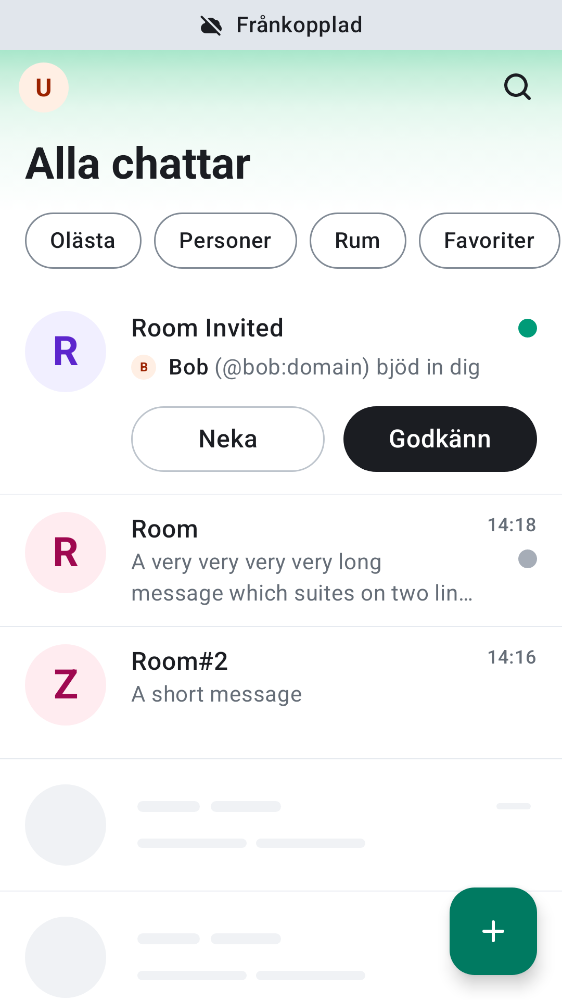 Frånkopplad
U
Alla chattar
Olästa
Personer
Rum
Favoriter
R
Room Invited
B
Bob (@bob:domain) bjöd in dig
Neka
Godkänn
R
Room
14:18
A very very very very long
message which suites on two lin…
Z
Room#2
14:16
A short message